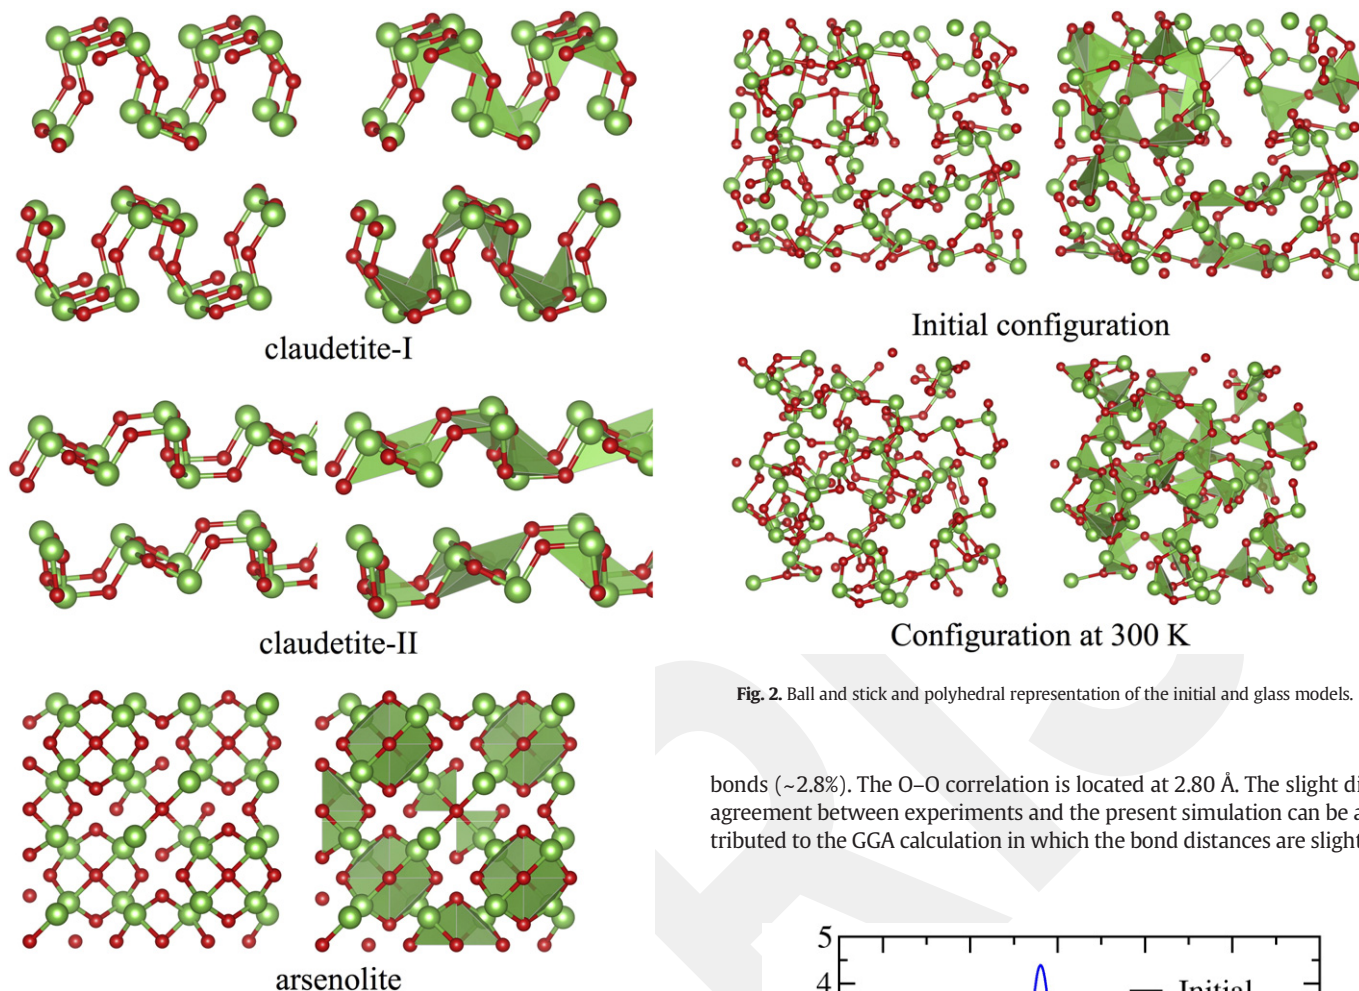 claudetite-I
claudetite-II
arsenolite
Initial configuration
Configuration at 300 K
Fig. 2. Ball and stick and polyhedral representation of the initial and glass models.
bonds (~2.8%). The O–O correlation is located at 2.80 Å. The slight di
agreement between experiments and the present simulation can be a
tributed to the GGA calculation in which the bond distances are slight
5
4
Initial